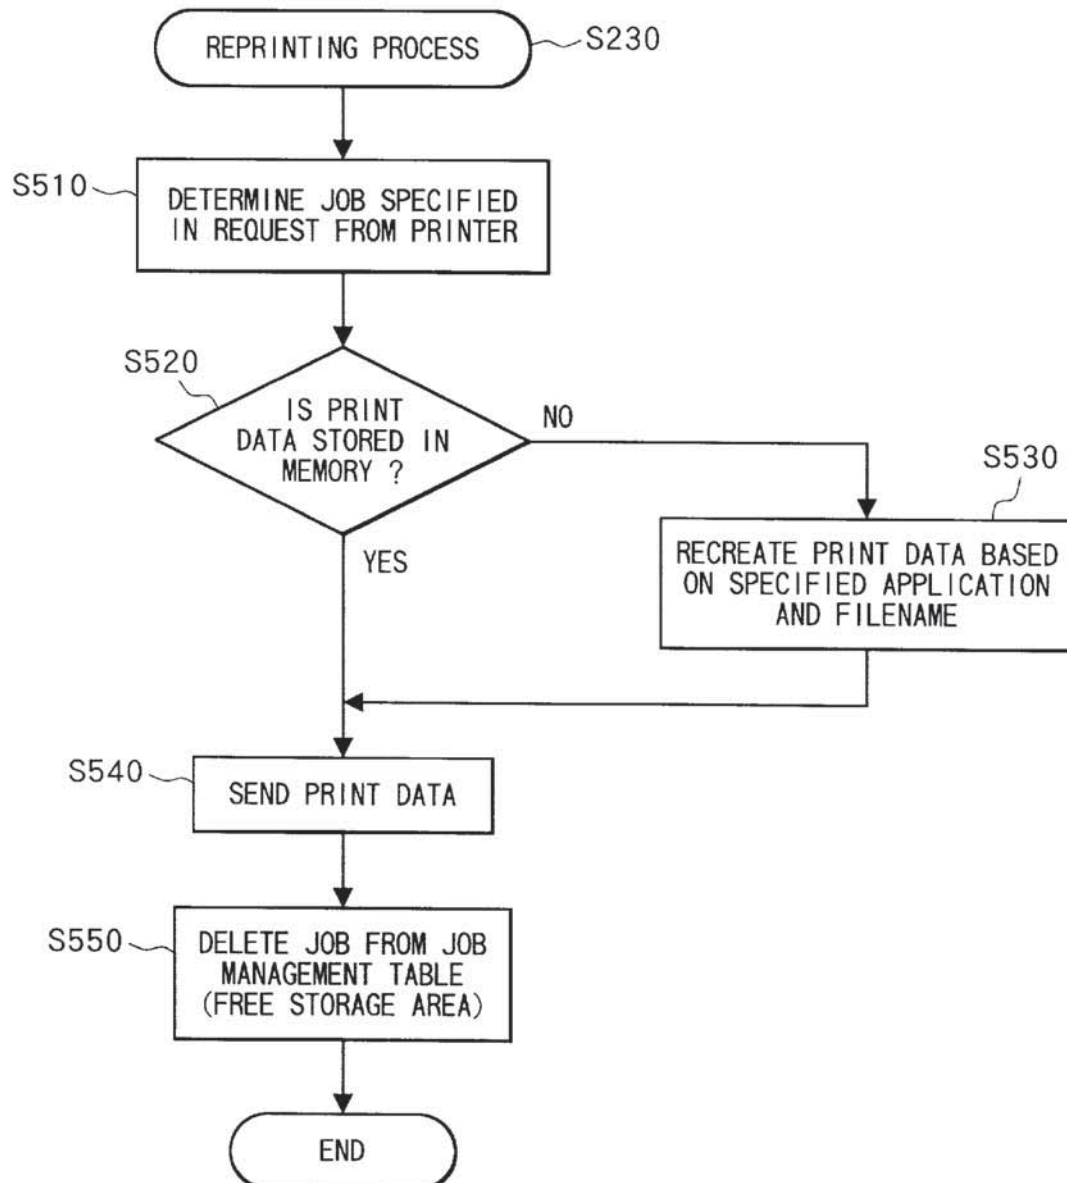 REPRINTING PROCESS
S230
S510
DETERMINE JOB SPECIFIED
IN REQUEST FROM PRINTER
S520
IS PRINT
DATA STORED IN
MEMORY ?
NO
YES
S530
RECREATE PRINT DATA BASED
ON SPECIFIED APPLICATION
AND FILENAME
S540
SEND PRINT DATA
S550
DELETE JOB FROM JOB
MANAGEMENT TABLE
(FREE STORAGE AREA)
END